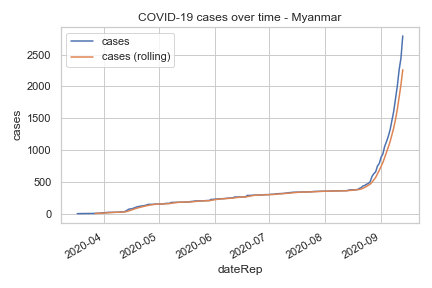 COVID-19 cases over time - Myanmar
cases
cases (rolling)
2500
2000
1500
1000
500
0
cases
2020-04
2020-05
2020-06
2020-07
2020-08
2020-09
dateRep